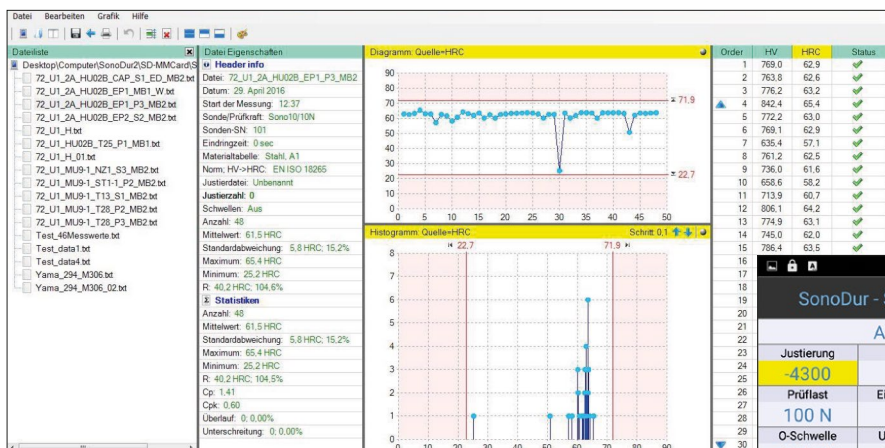 Datei Bearbeiten Grafik Hilfe
Dateiliste
Desktop\Computer\SonoDur2\SD-MMCard\S
72_U1_2A_HU02B_CAP_S1_ED_MB2.txt
72_U1_2A_HU02B_EP1_MB1_W.txt
72_U1_2A_HU02B_EP1_P3_MB2.txt
72_U1_2A_HU02B_EP2_S2_MB2.txt
72_U1_H.txt
72_U1_HU02B_T25_P1_MB1.txt
72_U1_H_01.txt
72_U1_MU9-1_NZ1_S3_MB2.txt
72_U1_MU9-1_ST1-1_P2_MB2.txt
72_U1_MU9-1_T13_S1_MB2.txt
72_U1_MU9-1_T28_P2_MB2.txt
72_U1_MU9-1_T28_P3_MB2.txt
Test_46Messwerte.txt
Test_data1.txt
Test_data4.txt
Yama_294_M306.txt
Yama_294_M306_02.txt
Datei Eigenschaften
Header info
Datei: 72_U1_2A_HU02B_EP1_P3_MB2
Datum: 29. April 2016
Start der Messung: 12:37
Sonde/Prüfkraft: Sono10/10N
Sonden-SN: 101
Eindringzeit: 0 sec
Materialtabelle: Stahl, A1
Norm; HV->HRC: EN ISO 18265
Justierdatei: Unbenannt
Justierzahl: 0
Schwellen: Aus
Anzahl: 48
Mittelwert: 61,5 HRC
Standardabweichung: 5,8 HRC; 15,2%
Maximum: 65,4 HRC
Minimum: 25,2 HRC
R: 40,2 HRC; 104,6%
Σ Statistiken
Anzahl: 48
Mittelwert: 61,5 HRC
Standardabweichung: 5,8 HRC; 15,2%
Maximum: 65,4 HRC
Minimum: 25,2 HRC
R: 40,2 HRC; 104,5%
Cp: 1,41
Cpk: 0,60
Überlauf: 0; 0,00%
Unterschreitung: 0; 0,00%
Diagramm: Quelle=HRC
90
80
70
60
50
40
30
20
10
0
71,9
22,7
0 5 10 15 20 25 30 35 40 45 50
Histogramm: Quelle=HRC Schritt: 0,1
22,7 71,9
8
7
6
5
4
3
2
1
0
0 10 20 30 40 50 60 70 80 90
Order HV HRC Status
1 769,0 62,9
2 763,8 62,6
3 776,2 63,2
4 842,4 65,4
5 772,2 63,0
6 769,1 62,9
7 635,4 57,1
8 761,2 62,5
9 736,0 61,6
10 658,6 58,2
11 713,9 60,7
12 806,1 64,2
13 774,9 63,1
14 745,0 62,0
15 786,4 63,5
16
17
18
19
20
21
22
23
24
25
26
27
28
29
30
A
SonoDur - S
A
Justierung
-4300
Prüflast Ei
100 N
O-Schwelle U